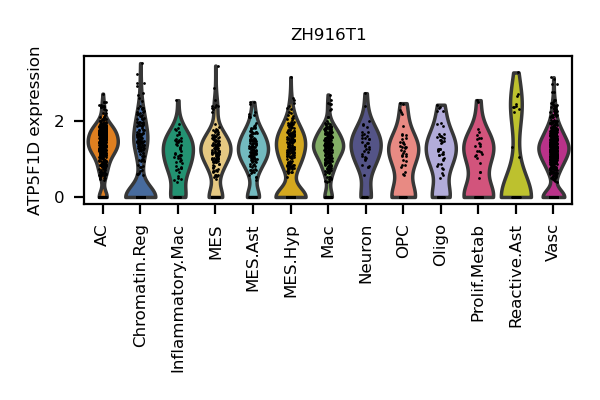 ZH916T1
ATP5F1D expression
2
0
AC
Chromatin.Reg
Inflammatory.Mac
MES
MES.Ast
MES.Hyp
Mac
Neuron
OPC
Oligo
Prolif.Metab
Reactive.Ast
Vasc